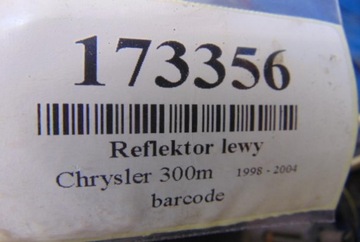 173356
Reflektor lewy
Chrysler 300m 1998 - 2004
barcode